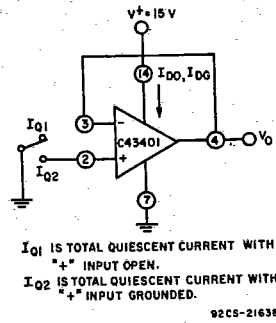 V+ = 15 V
IQ1
14
IDO, IDG
3
C43401
4
VO
IQ2
2
7
IQ1 IS TOTAL QUIESCENT CURRENT WITH
"+" INPUT OPEN.
IQ2 IS TOTAL QUIESCENT CURRENT WITH
"+" INPUT GROUNDED.
92CS-21638